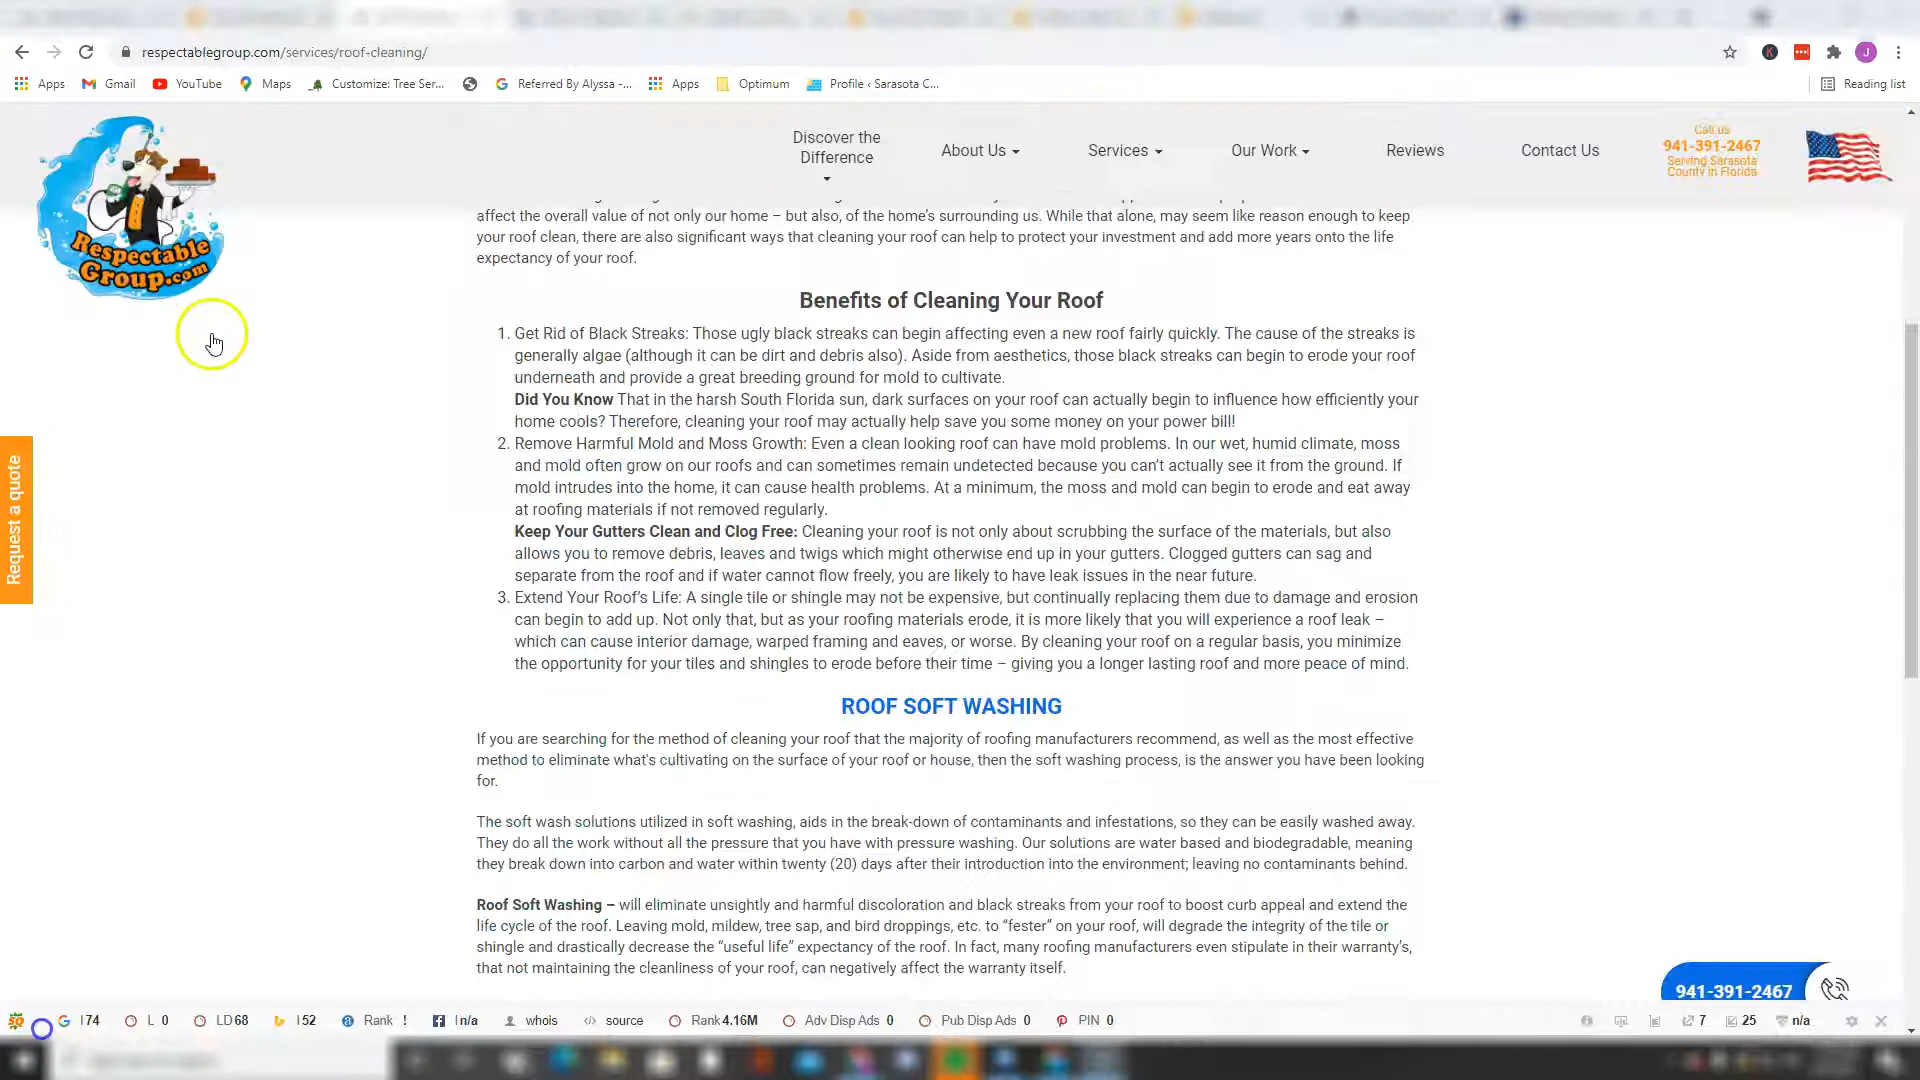 respectablegroup.com/services/roof-cleaning/
Apps Gmail YouTube Maps Customize: Tree Ser... Referred By Alyssa -... Apps Optimum Profile ‹ Sarasota C... Reading list
J
Respectable
Group.com
Discover the
Difference
About Us
Services
Our Work
Reviews
Contact Us
Call us
941-391-2467
Serving Sarasota
County in Florida
affect the overall value of not only our home – but also, of the home's surrounding us. While that alone, may seem like reason enough to keep
your roof clean, there are also significant ways that cleaning your roof can help to protect your investment and add more years onto the life
expectancy of your roof.
Benefits of Cleaning Your Roof
1. Get Rid of Black Streaks: Those ugly black streaks can begin affecting even a new roof fairly quickly. The cause of the streaks is
generally algae (although it can be dirt and debris also). Aside from aesthetics, those black streaks can begin to erode your roof
underneath and provide a great breeding ground for mold to cultivate.
Did You Know That in the harsh South Florida sun, dark surfaces on your roof can actually begin to influence how efficiently your
home cools? Therefore, cleaning your roof may actually help save you some money on your power bill!
2. Remove Harmful Mold and Moss Growth: Even a clean looking roof can have mold problems. In our wet, humid climate, moss
and mold often grow on our roofs and can sometimes remain undetected because you can't actually see it from the ground. If
mold intrudes into the home, it can cause health problems. At a minimum, the moss and mold can begin to erode and eat away
at roofing materials if not removed regularly.
Keep Your Gutters Clean and Clog Free: Cleaning your roof is not only about scrubbing the surface of the materials, but also
allows you to remove debris, leaves and twigs which might otherwise end up in your gutters. Clogged gutters can sag and
separate from the roof and if water cannot flow freely, you are likely to have leak issues in the near future.
3. Extend Your Roof's Life: A single tile or shingle may not be expensive, but continually replacing them due to damage and erosion
can begin to add up. Not only that, but as your roofing materials erode, it is more likely that you will experience a roof leak –
which can cause interior damage, warped framing and eaves, or worse. By cleaning your roof on a regular basis, you minimize
the opportunity for your tiles and shingles to erode before their time – giving you a longer lasting roof and more peace of mind.
Request a quote
ROOF SOFT WASHING
If you are searching for the method of cleaning your roof that the majority of roofing manufacturers recommend, as well as the most effective
method to eliminate what's cultivating on the surface of your roof or house, then the soft washing process, is the answer you have been looking
for.
The soft wash solutions utilized in soft washing, aids in the break-down of contaminants and infestations, so they can be easily washed away.
They do all the work without all the pressure that you have with pressure washing. Our solutions are water based and biodegradable, meaning
they break down into carbon and water within twenty (20) days after their introduction into the environment; leaving no contaminants behind.
Roof Soft Washing – will eliminate unsightly and harmful discoloration and black streaks from your roof to boost curb appeal and extend the
life cycle of the roof. Leaving mold, mildew, tree sap, and bird droppings, etc. to “fester” on your roof, will degrade the integrity of the tile or
shingle and drastically decrease the “useful life” expectancy of the roof. In fact, many roofing manufacturers even stipulate in their warranty's,
that not maintaining the cleanliness of your roof, can negatively affect the warranty itself.
941-391-2467
I 74 L 0 LD 68 I 52 Rank ! I n/a whois source Rank 4.16M Adv Disp Ads 0 Pub Disp Ads 0 PIN 0 7 25 n/a